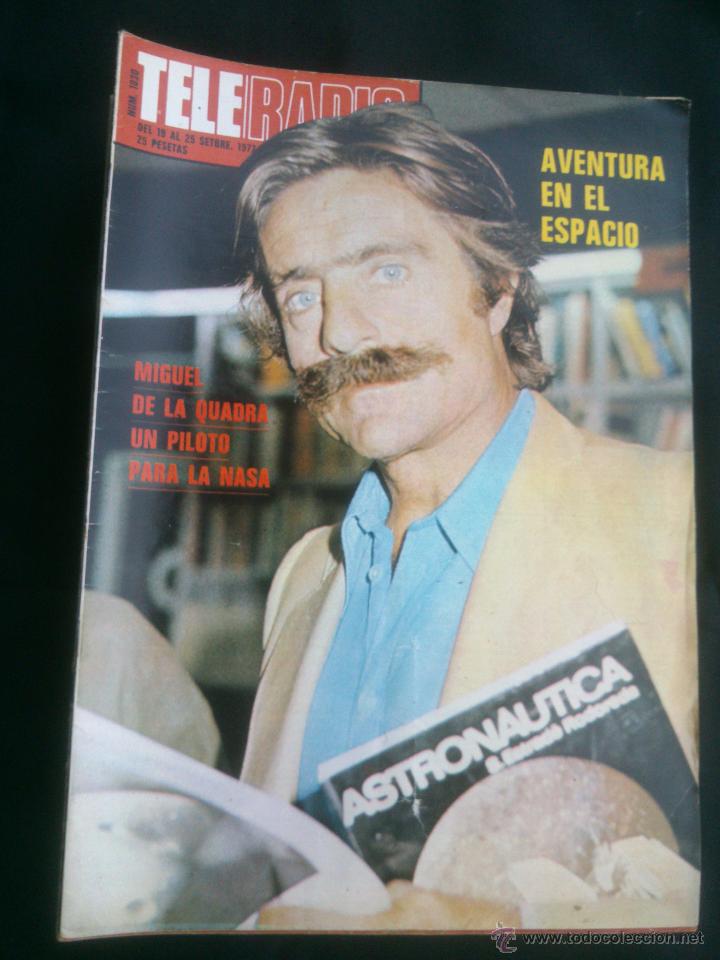 NUM. 1030
TELERADIO
DEL 19 AL 25 SETBRE. 1977
25 PESETAS
AVENTURA
EN EL
ESPACIO
MIGUEL
DE LA QUADRA
UN PILOTO
PARA LA NASA
ASTRONAUTICA
© www.todocoleccion.net